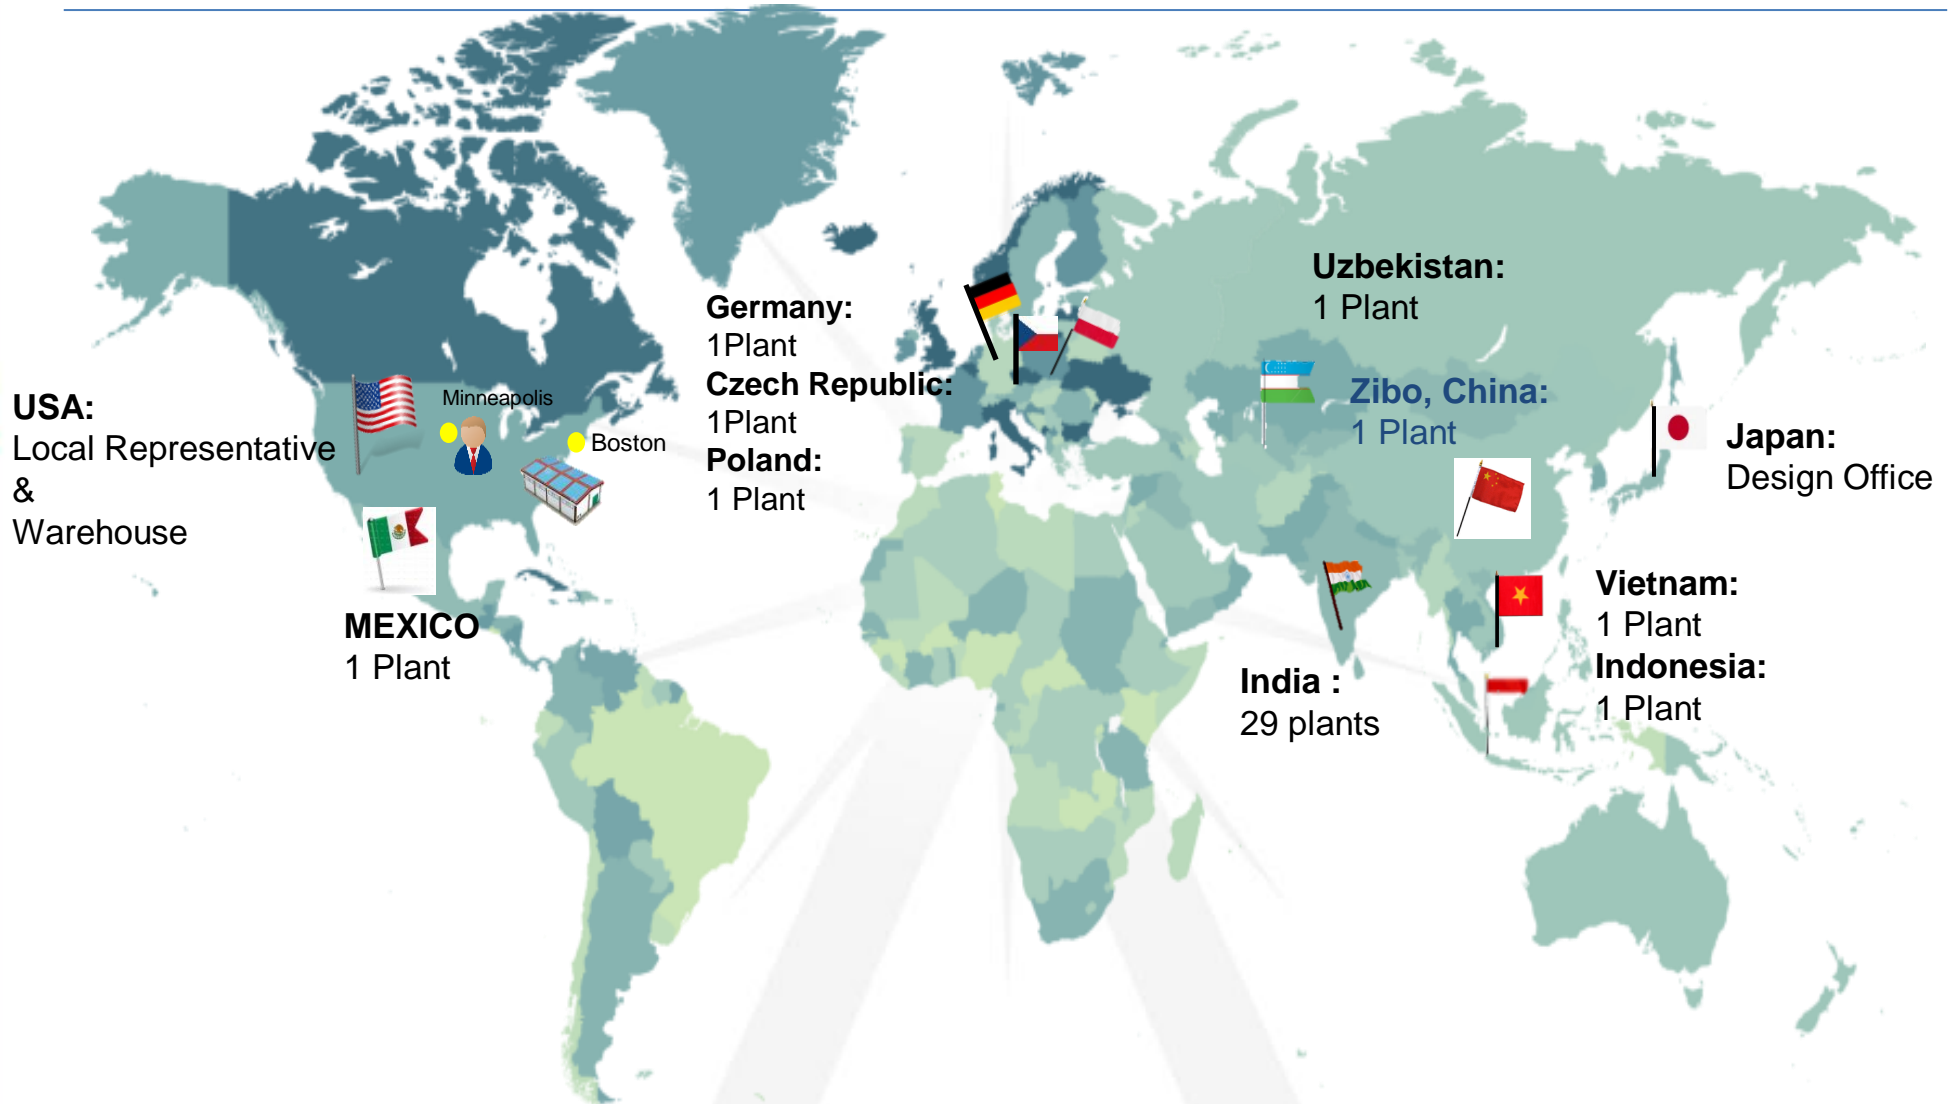 USA:
Local Representative
&
Warehouse
Minneapolis
Boston
MEXICO
1 Plant
Germany:
1Plant
Czech Republic:
1Plant
Poland:
1 Plant
Uzbekistan:
1 Plant
Zibo, China:
1 Plant
Japan:
Design Office
India :
29 plants
Vietnam:
1 Plant
Indonesia:
1 Plant